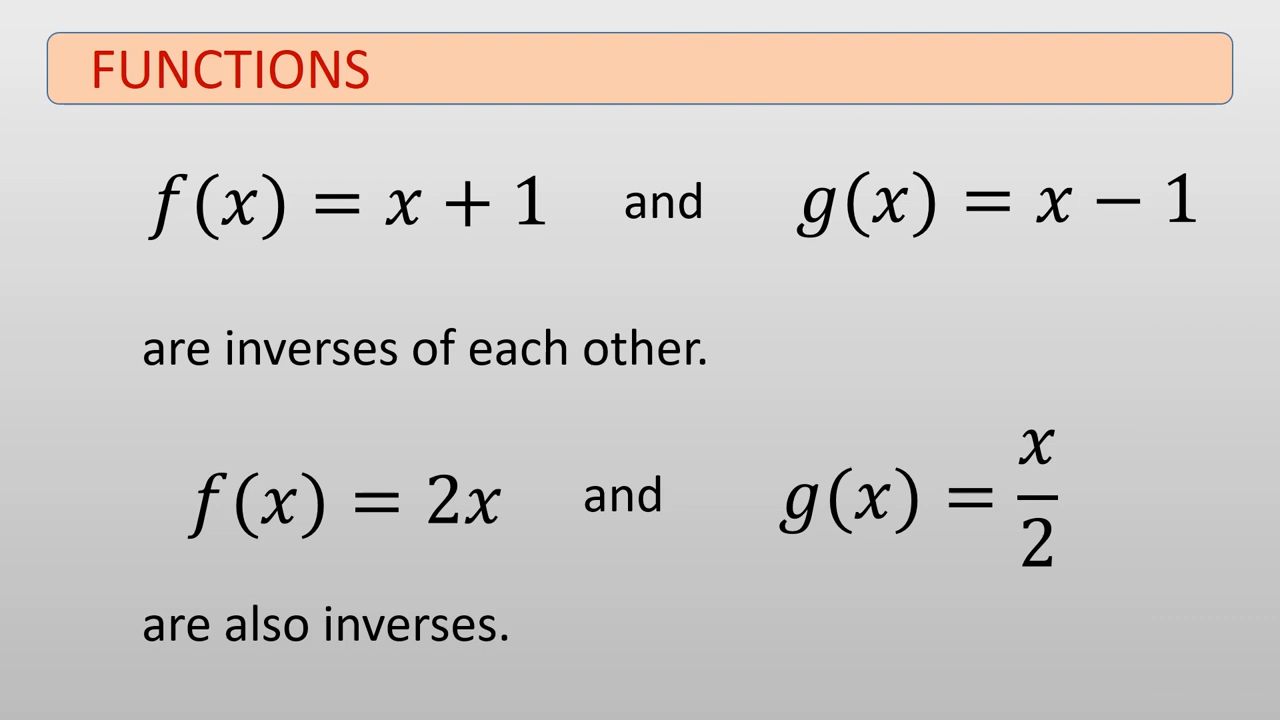 FUNCTIONS
f(x) = x + 1 and g(x) = x − 1
are inverses of each other.
f(x) = 2x and g(x) = x/2
are also inverses.